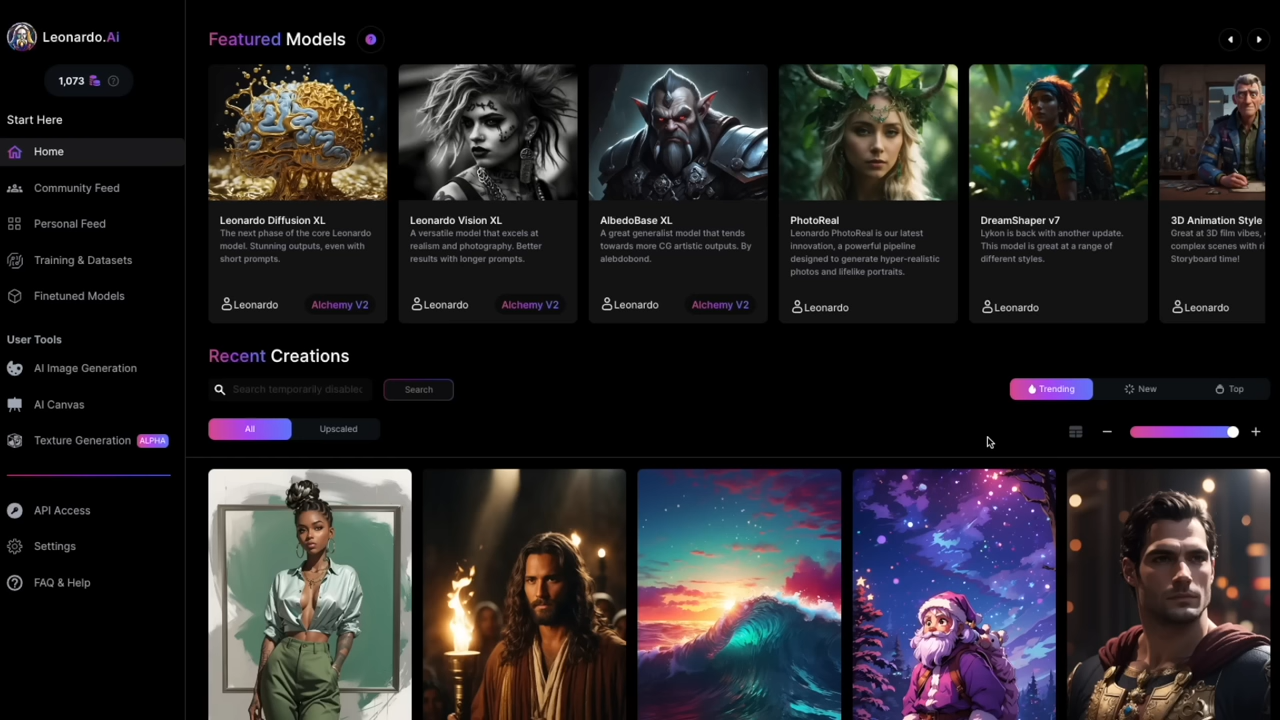 Leonardo.Ai
1,073
Start Here
Home
Community Feed
Personal Feed
Training & Datasets
Finetuned Models
User Tools
AI Image Generation
AI Canvas
Texture Generation ALPHA
API Access
Settings
FAQ & Help
Featured Models
Leonardo Diffusion XL
The next phase of the core Leonardo
model. Stunning outputs, even with
short prompts.
Leonardo Alchemy V2
Leonardo Vision XL
A versatile model that excels at
realism and photography. Better
results with longer prompts.
Leonardo Alchemy V2
AlbedoBase XL
A great generalist model that tends
towards more CG artistic outputs. By
alebdobond.
Leonardo Alchemy V2
PhotoReal
Leonardo PhotoReal is our latest
innovation, a powerful pipeline
designed to generate hyper-realistic
photos and lifelike portraits.
Leonardo
DreamShaper v7
Lykon is back with another update.
This model is great at a range of
different styles.
Leonardo
3D Animation Style
Great at 3D film vibes,
complex scenes with
Storyboard time!
Leonardo
Recent Creations
Search temporarily disabled
Search
Trending New Top
All Upscaled